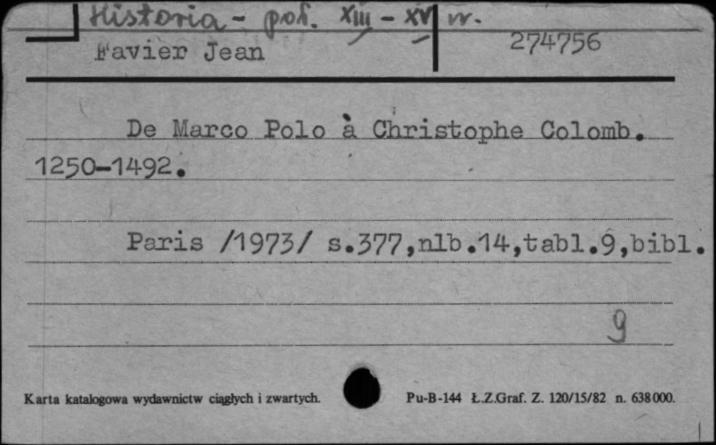 Historia - poł. XIII - XV w.
Favier Jean 274756
De Marco Polo à Christophe Colomb.
1250-1492.
Paris /1973/ s.377,nlb.14,tabl.9,bibl.
9
Karta katalogowa wydawnictw ciągłych i zwartych. Pu-B-144 Ł.Z.Graf. Z. 120/15/82 n. 638000.